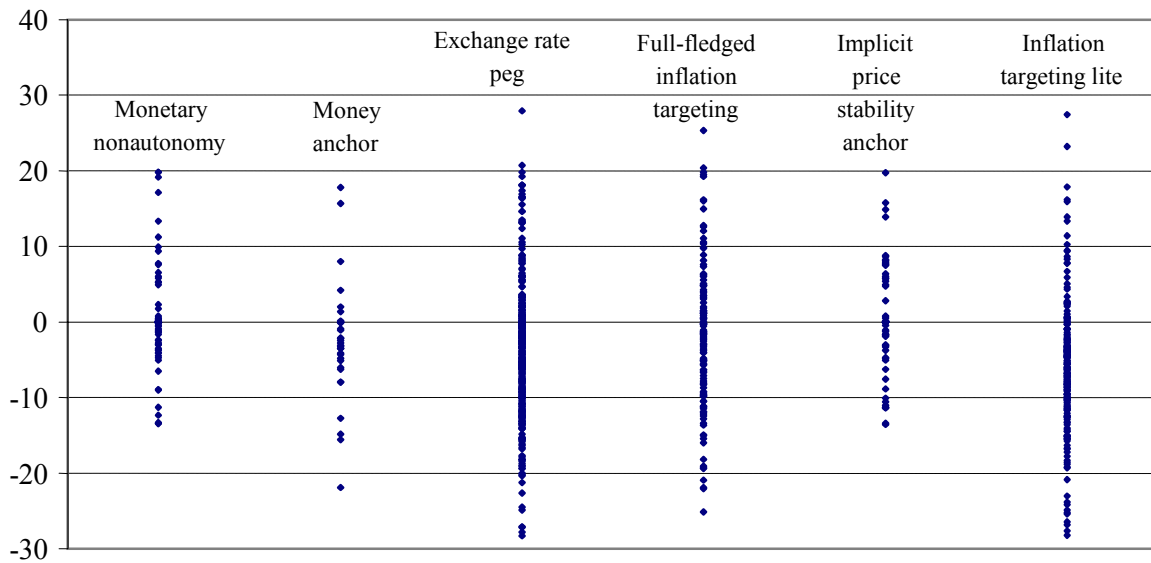 40
30
20
10
0
-10
-20
-30
Monetary
nonautonomy
Money
anchor
Exchange rate
peg
Full-fledged
inflation
targeting
Implicit
price
stability
anchor
Inflation
targeting lite